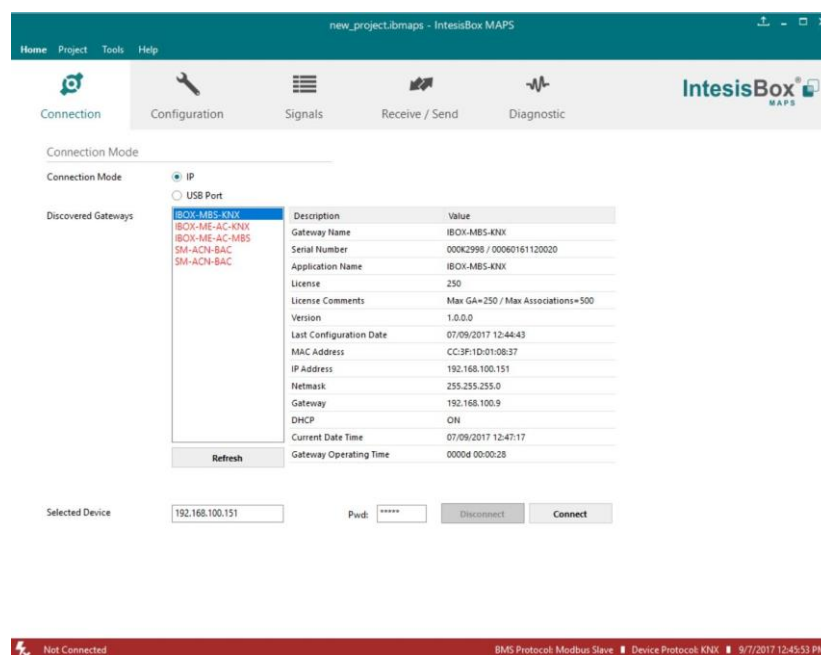 new_project.ibmaps - IntesisBox MAPS
Home Project Tools Help
Connection Configuration Signals Receive / Send Diagnostic
IntesisBox®
MAPS
Connection Mode
Connection Mode IP
USB Port
Discovered Gateways
IBOX-MBS-KNX
IBOX-ME-AC-KNX
IBOX-ME-AC-MBS
SM-ACN-BAC
SM-ACN-BAC
Refresh
Description Value
Gateway Name IBOX-MBS-KNX
Serial Number 000K2998 / 00060161120020
Application Name IBOX-MBS-KNX
License 250
License Comments Max GA=250 / Max Associations=500
Version 1.0.0.0
Last Configuration Date 07/09/2017 12:44:43
MAC Address CC:3F:1D:01:08:37
IP Address 192.168.100.151
Netmask 255.255.255.0
Gateway 192.168.100.9
DHCP ON
Current Date Time 07/09/2017 12:47:17
Gateway Operating Time 0000d 00:00:28
Selected Device 192.168.100.151 Pwd: ***** Disconnect Connect
Not Connected BMS Protocol: Modbus Slave Device Protocol: KNX 9/7/2017 12:45:53 PM